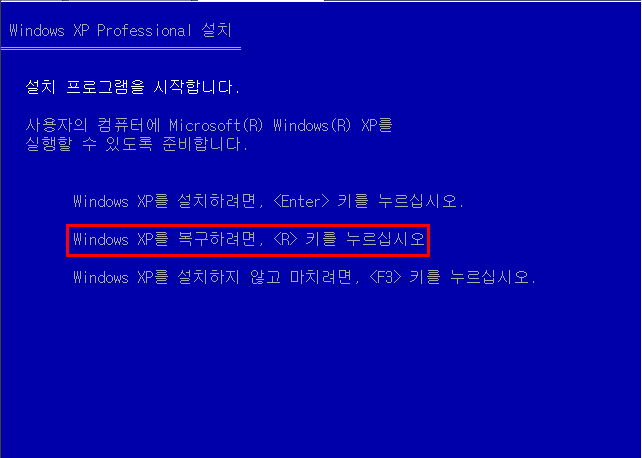 Windows XP Professional 설치
설치 프로그램을 시작합니다.
사용자의 컴퓨터에 Microsoft(R) Windows(R) XP를
실행할 수 있도록 준비합니다.
Windows XP를 설치하려면, <Enter> 키를 누르십시오.
Windows XP를 복구하려면, <R> 키를 누르십시오
Windows XP를 설치하지 않고 마치려면, <F3> 키를 누르십시오.